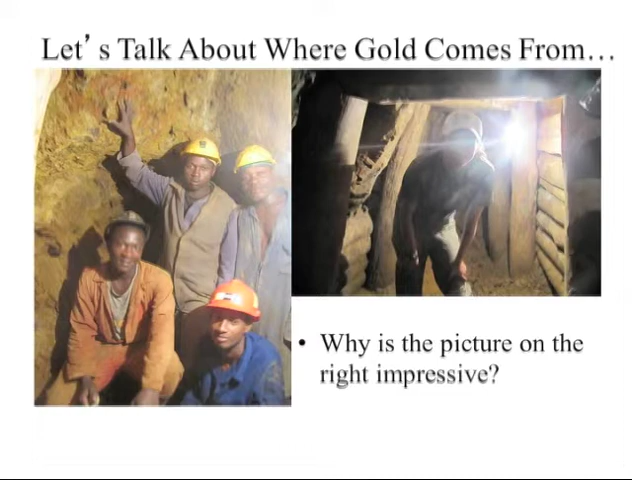 Let's Talk About Where Gold Comes From…
• Why is the picture on the
right impressive?